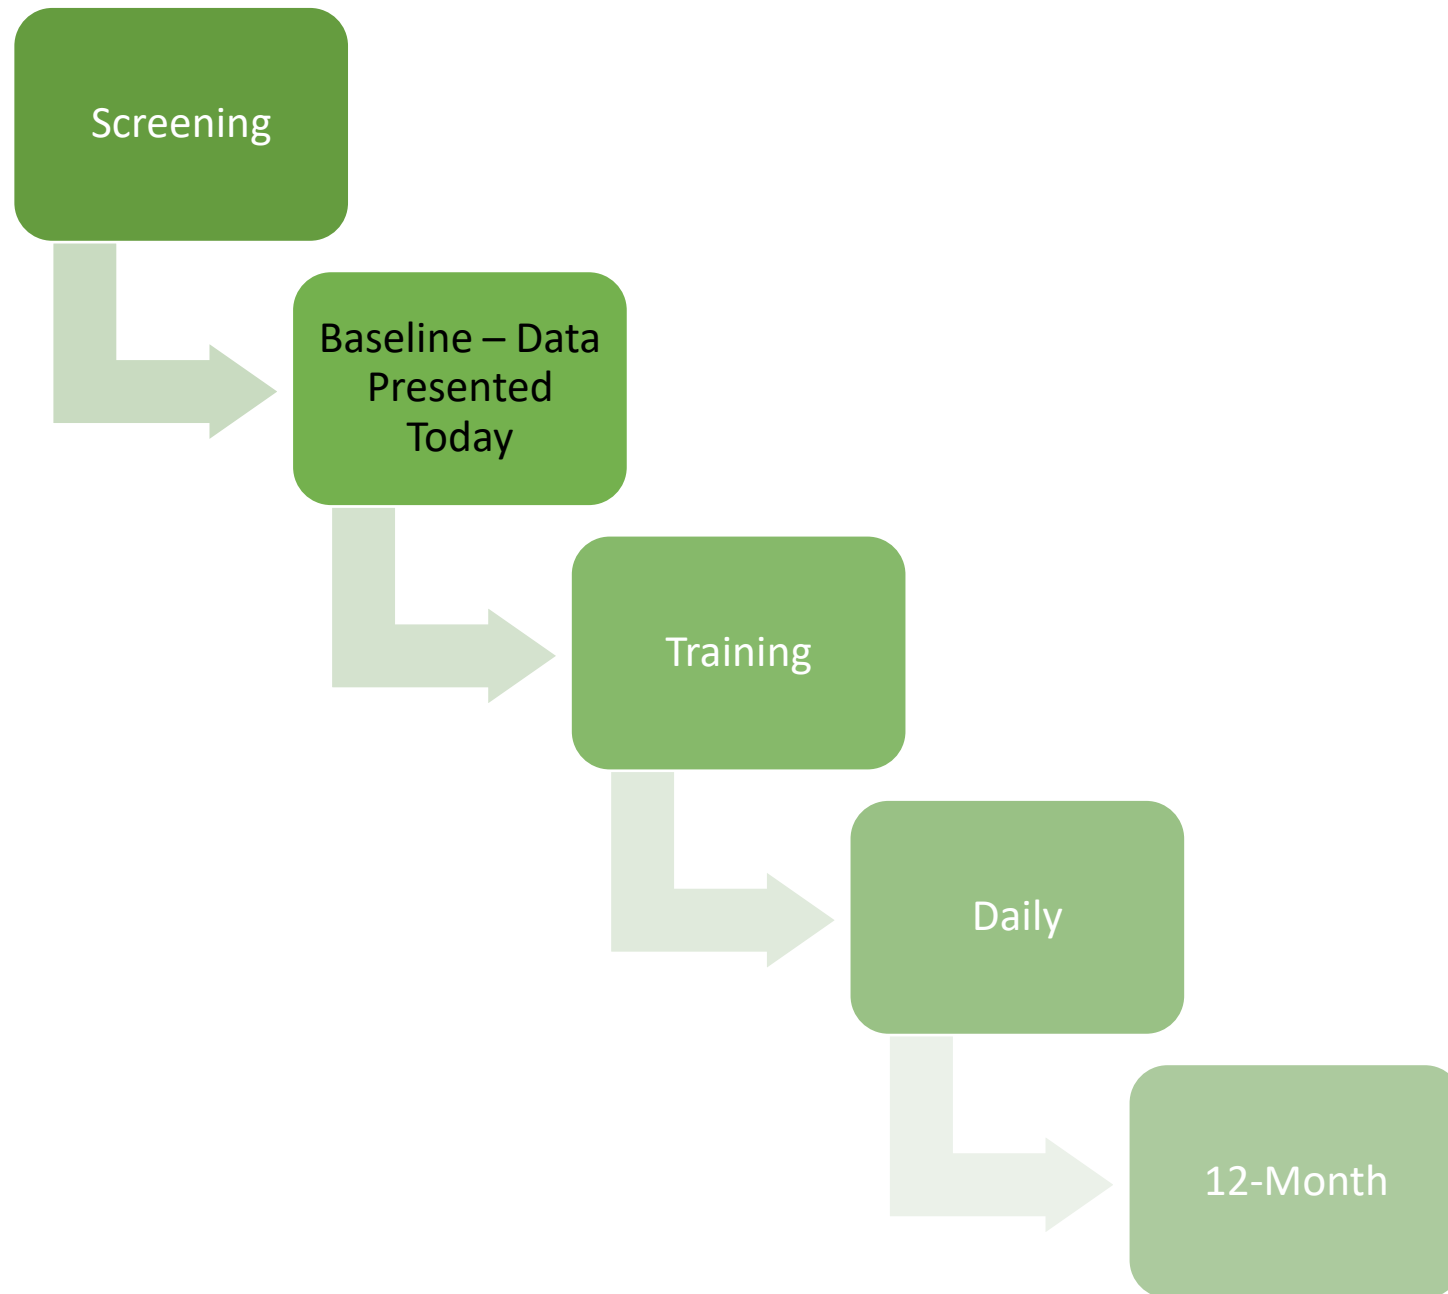 Screening
Baseline – Data
Presented
Today
Training
Daily
12-Month